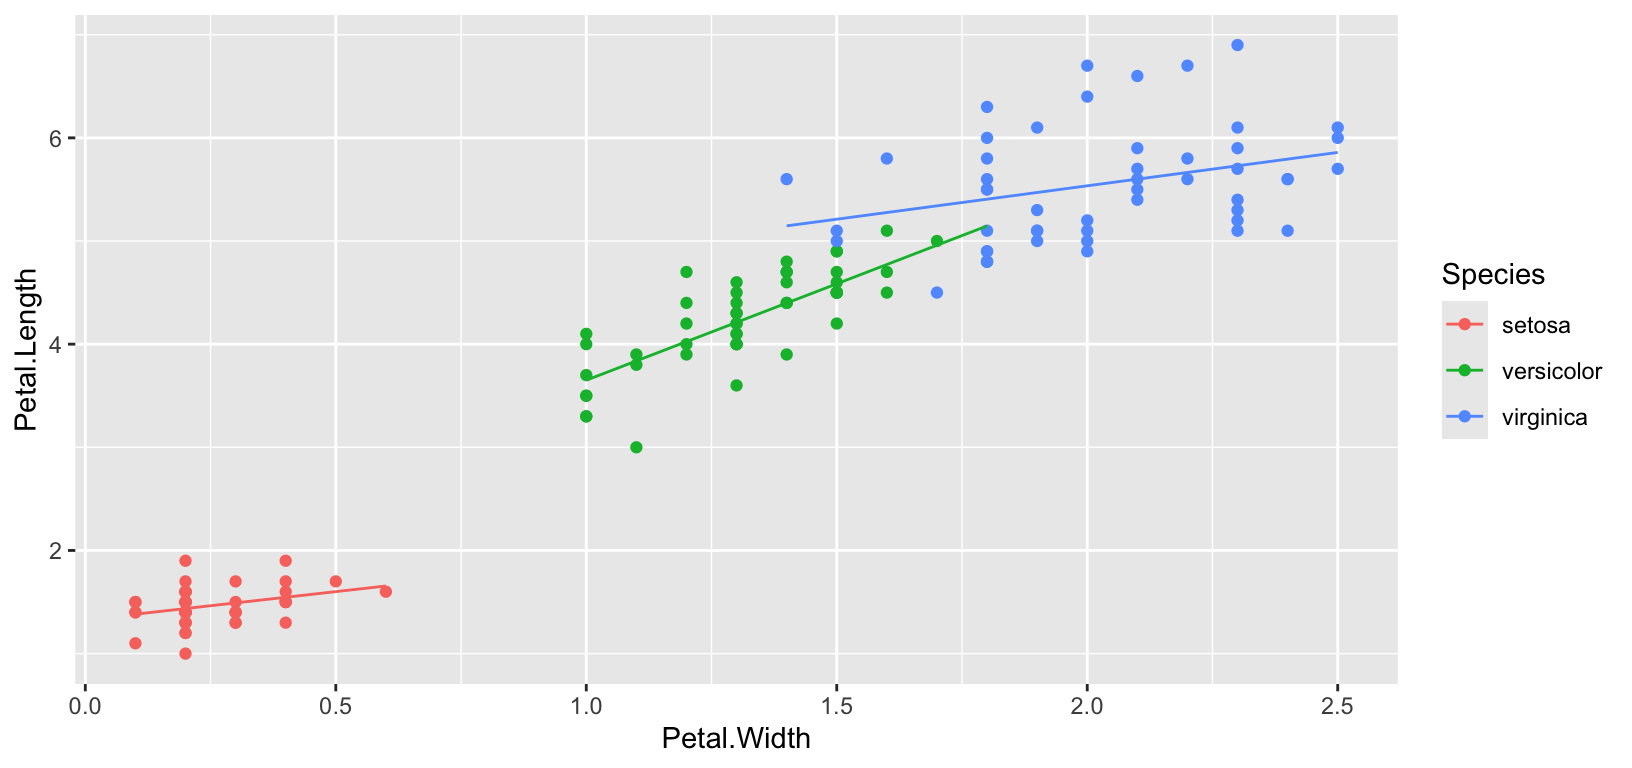 Petal.Length
6
4
2
0.0 0.5 1.0 1.5 2.0 2.5
Petal.Width
Species
setosa
versicolor
virginica